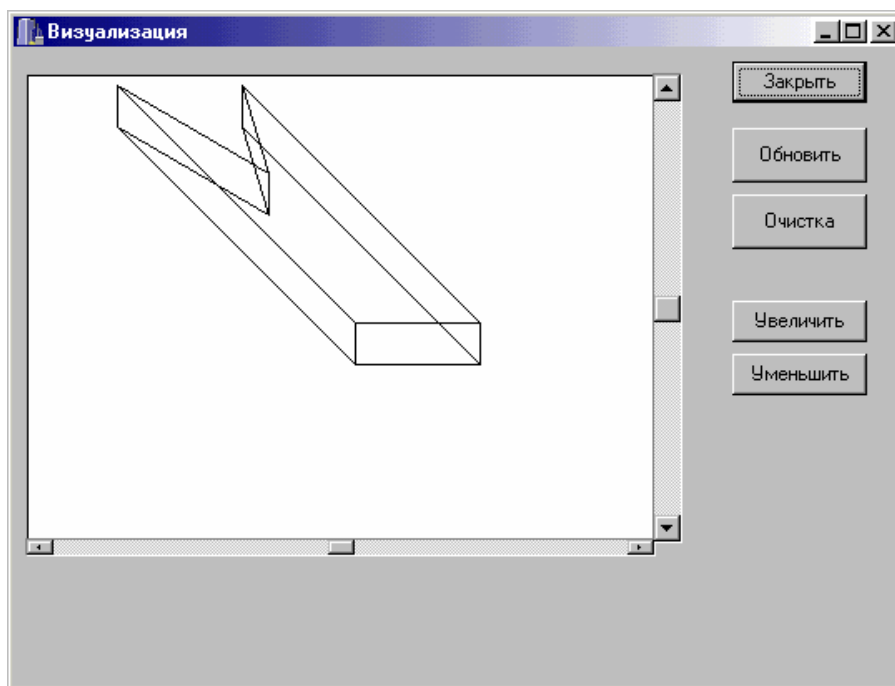 Визуализация
Закрыть
Обновить
Очистка
Увеличить
Уменьшить